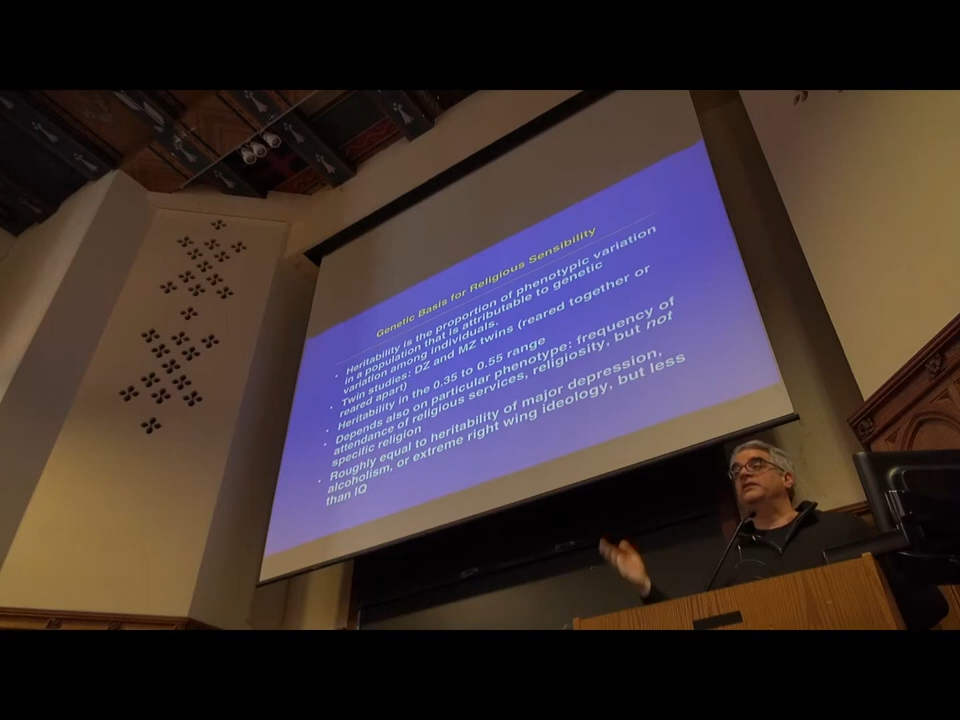 Genetic Basis for Religious Sensibility
• Heritability is the proportion of phenotypic variation
in a population that is attributable to genetic
variation among individuals.
• Twin studies: DZ and MZ twins (reared together or
reared apart)
• Heritability in the 0.35 to 0.55 range
• Depends also on particular phenotype: frequency of
attendance of religious services, religiosity, but not
specific religion
• Roughly equal to heritability of major depression,
alcoholism, or extreme right wing ideology, but less
than IQ